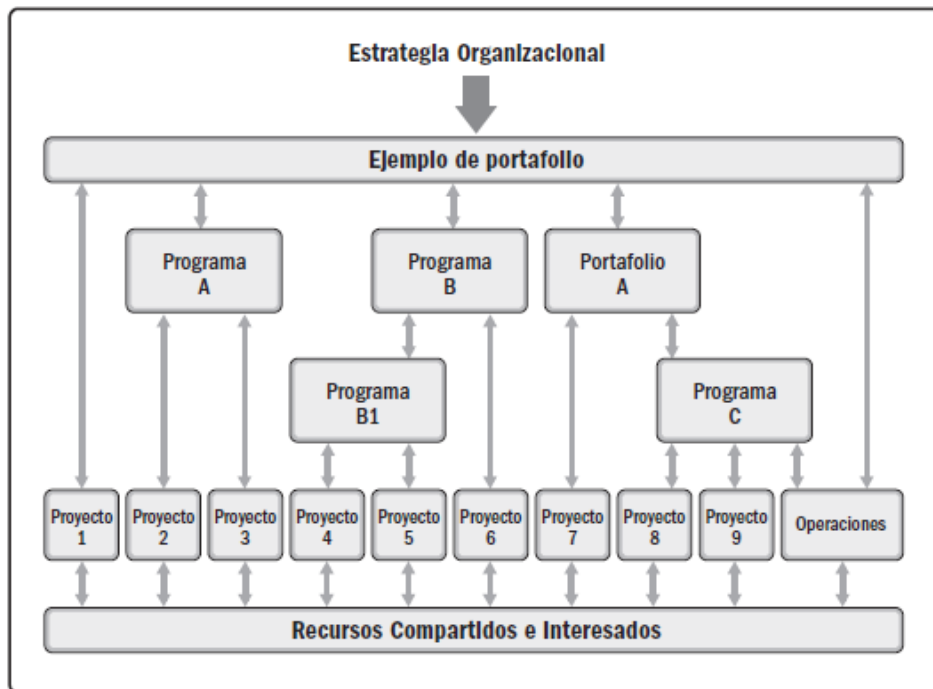 Estrategia Organizacional
Ejemplo de portafolio
Programa
A
Programa
B
Portafolio
A
Programa
B1
Programa
C
Proyecto
1
Proyecto
2
Proyecto
3
Proyecto
4
Proyecto
5
Proyecto
6
Proyecto
7
Proyecto
8
Proyecto
9
Operaciones
Recursos Compartidos e Interesados